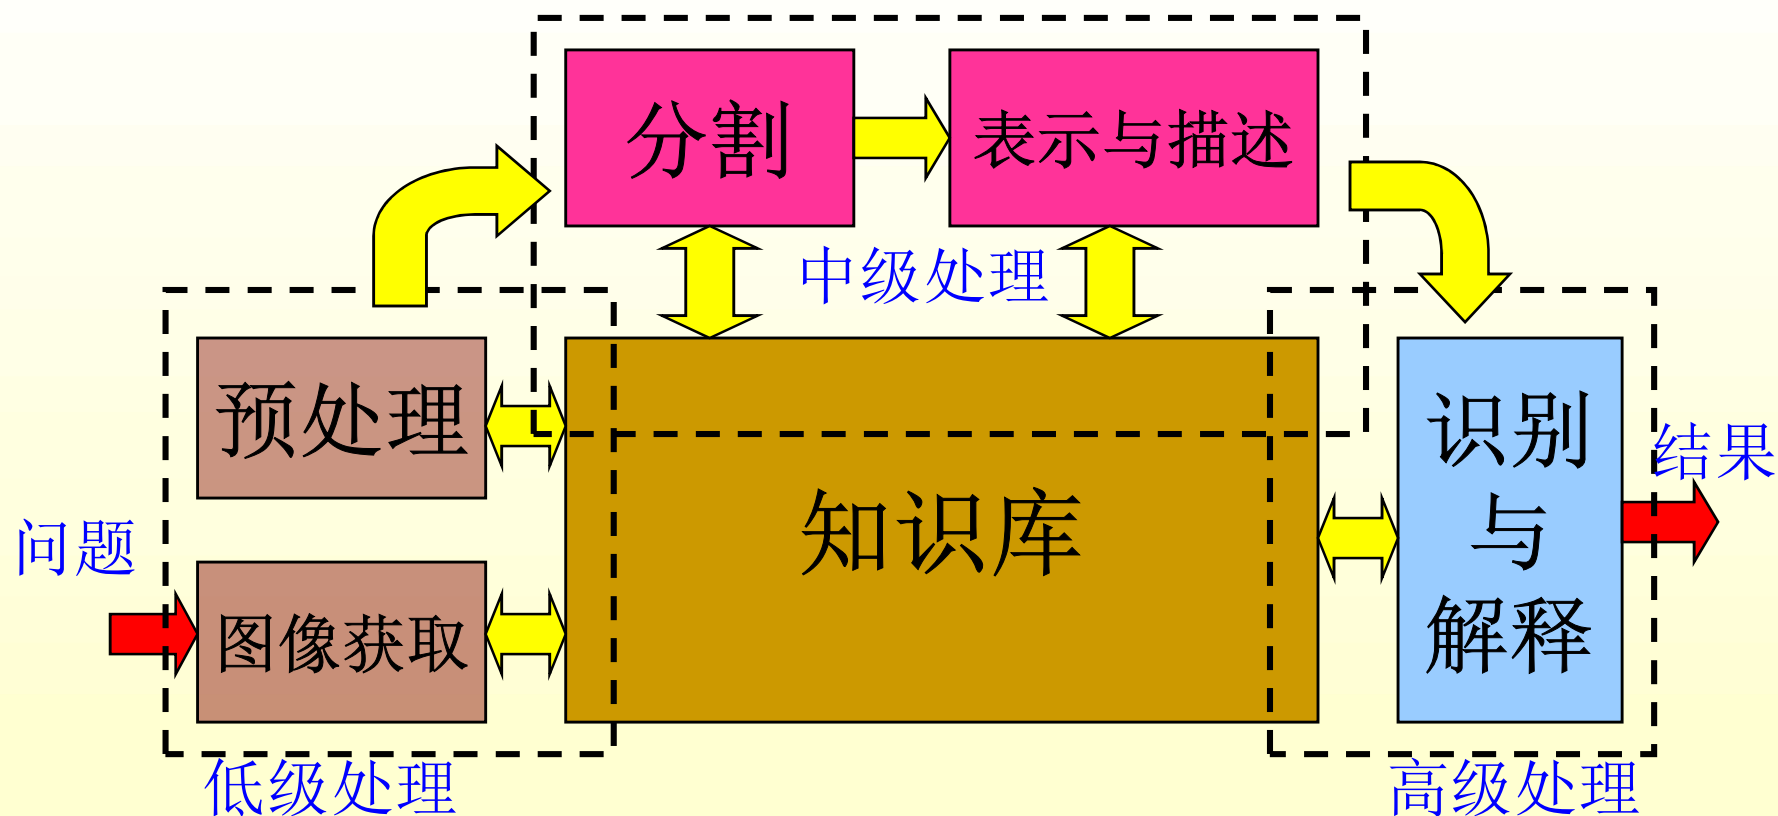 分割
表示与描述
中级处理
预处理
知识库
识别
与
解释
结果
问题
图像获取
低级处理
高级处理